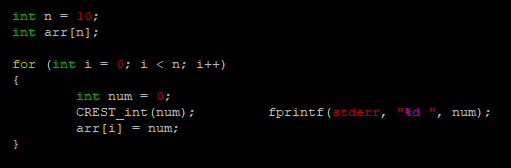 int n = 10;
int arr[n];
for (int i = 0; i < n; i++)
{
int num = 0;
CREST_int(num); fprintf(stderr, "%d ", num);
arr[i] = num;
}